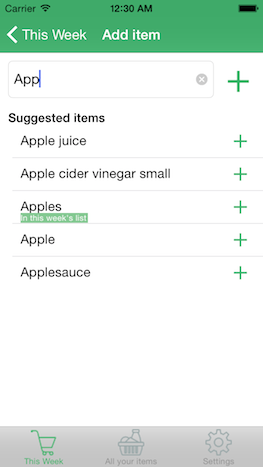 Carrier 12:30 AM
This Week Add item
App
Suggested items
Apple juice
Apple cider vinegar small
Apples
In this week's list
Apple
Applesauce
This Week All your items Settings